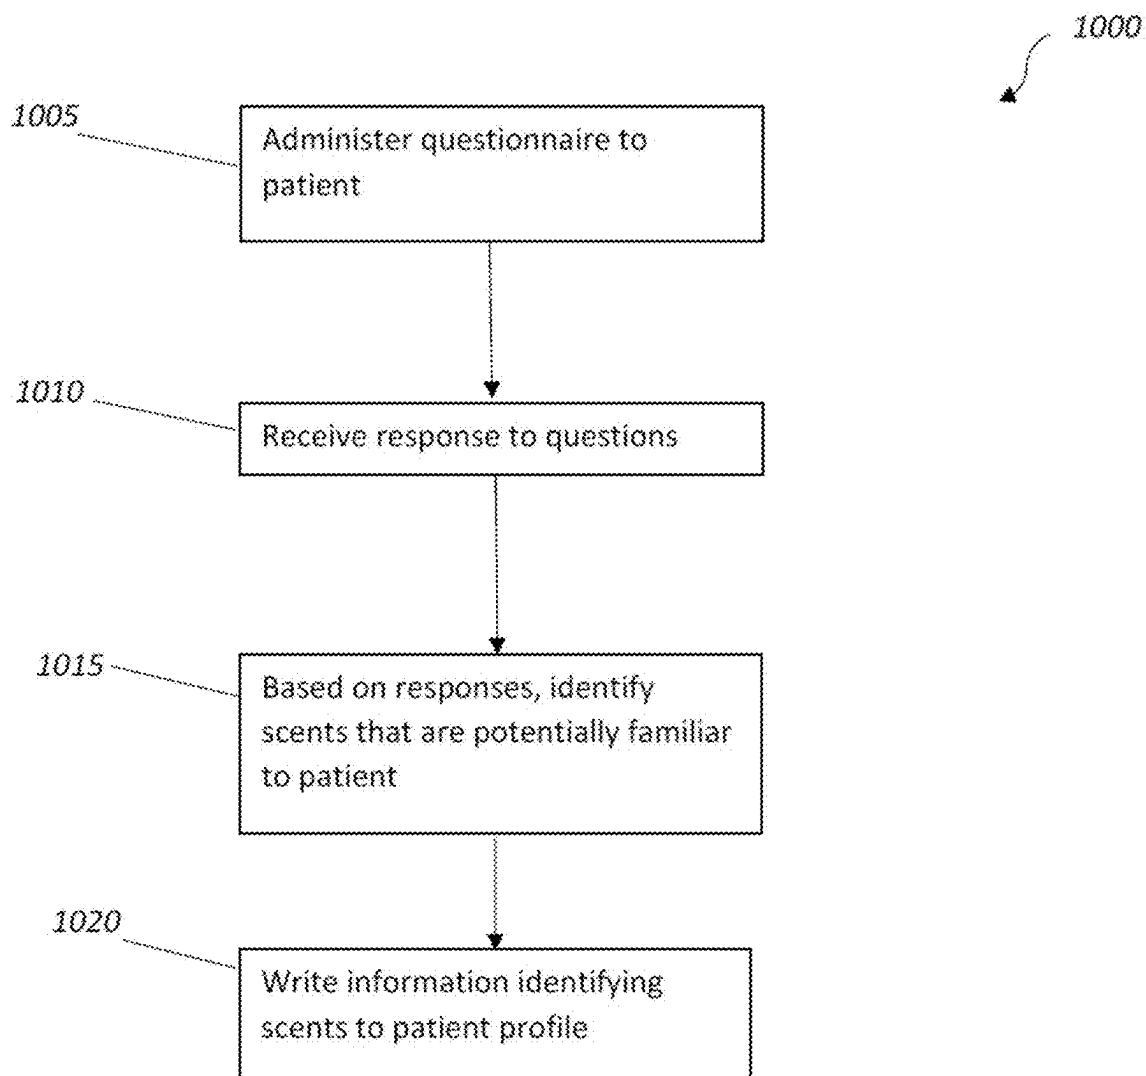 1000
1005
Administer questionnaire to
patient
1010
Receive response to questions
1015
Based on responses, identify
scents that are potentially familiar
to patient
1020
Write information identifying
scents to patient profile